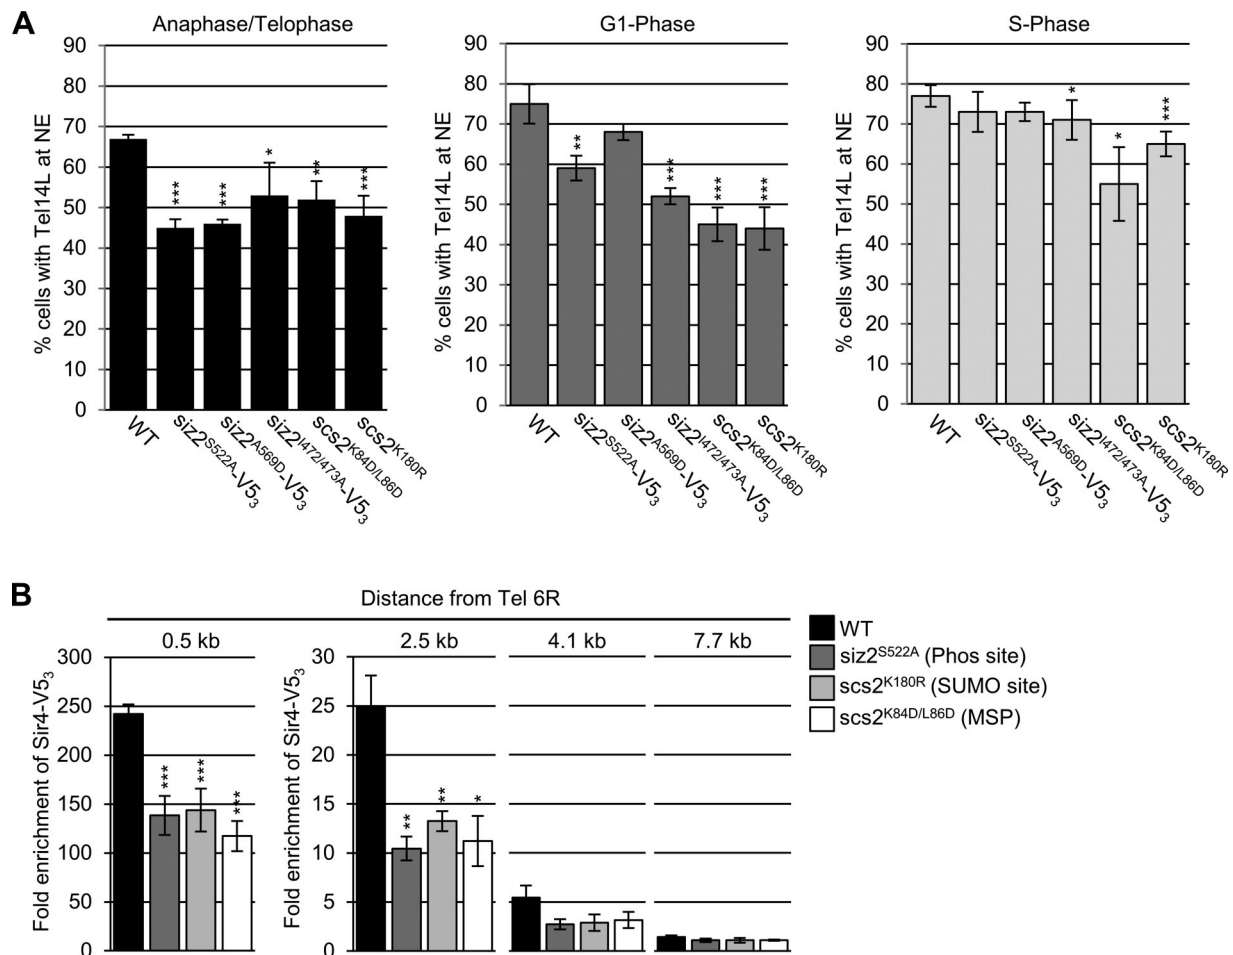 A
Anaphase/Telophase
% cells with Tel14L at NE
90
80
70
60
50
40
30
20
10
0
***
***
*
**
***
WT
siz2S522A-V53
siz2A569D-V53
siz2I472/473A-V53
scs2K84D/L86D
scs2K180R
G1-Phase
% cells with Tel14L at NE
90
80
70
60
50
40
30
20
10
0
**
***
***
***
WT
siz2S522A-V53
siz2A569D-V53
siz2I472/473A-V53
scs2K84D/L86D
scs2K180R
S-Phase
% cells with Tel14L at NE
90
80
70
60
50
40
30
20
10
0
*
*
***
WT
siz2S522A-V53
siz2A569D-V53
siz2I472/473A-V53
scs2K84D/L86D
scs2K180R
B
Distance from Tel 6R
0.5 kb
Fold enrichment of Sir4-V53
300
250
200
150
100
50
0
***
***
***
2.5 kb
4.1 kb
7.7 kb
Fold enrichment of Sir4-V53
30
25
20
15
10
5
0
**
**
*
WT
siz2S522A (Phos site)
scs2K180R (SUMO site)
scs2K84D/L86D (MSP)